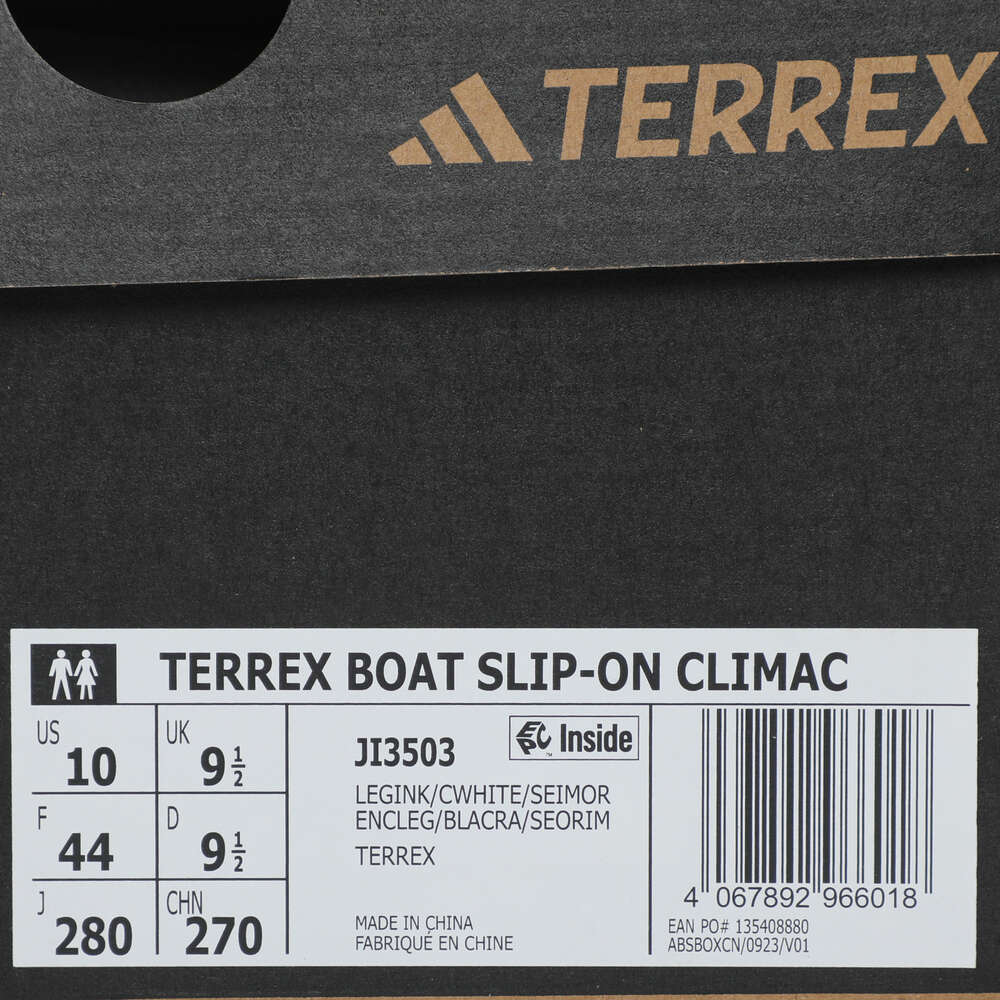 TERREX
TERREX BOAT SLIP-ON CLIMAC
US 10
UK 9 1/2
F 44
D 9 1/2
J 280
CHN 270
JI3503
EPC Inside
™
LEGINK/CWHITE/SEIMOR
ENCLEG/BLACRA/SEORIM
TERREX
MADE IN CHINA
FABRIQUÉ EN CHINE
4 067892 966018
EAN PO# 135408880
ABSBOXCN/0923/V01